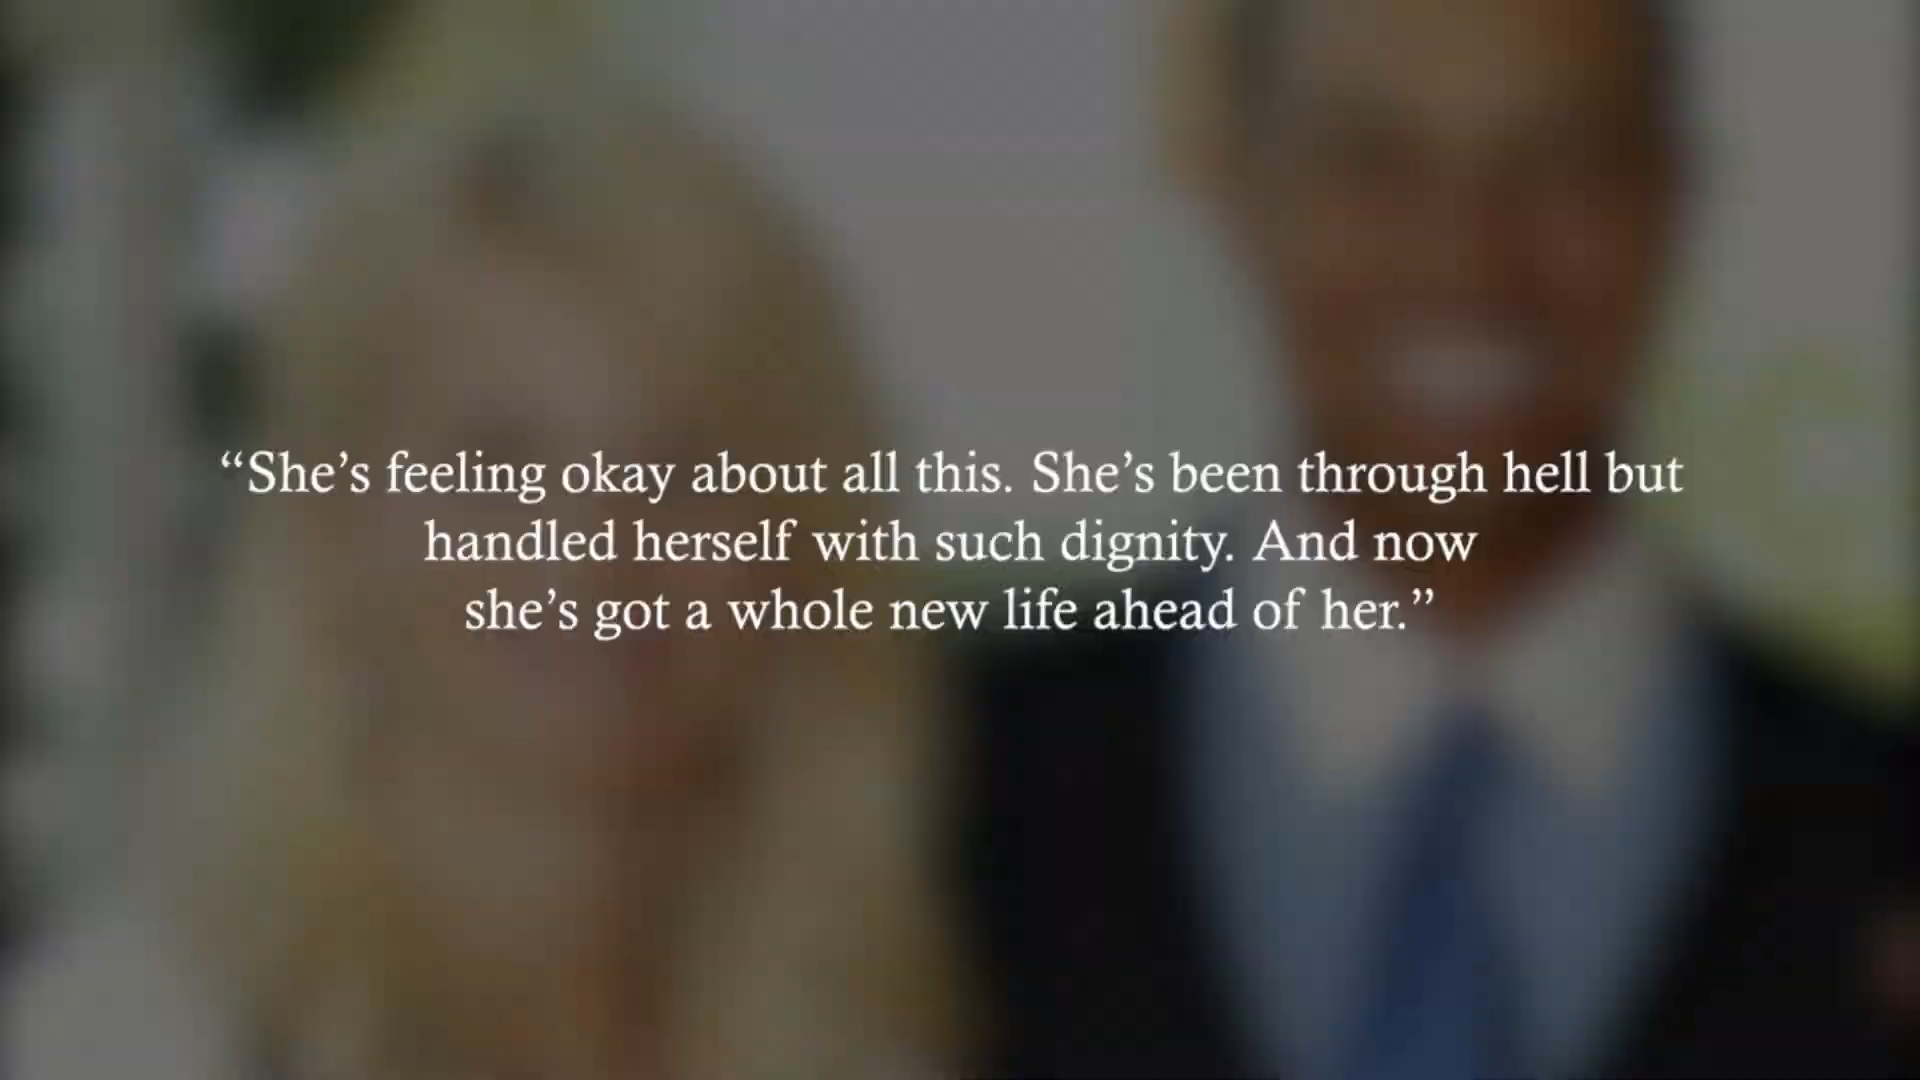 “She’s feeling okay about all this. She’s been through hell but
handled herself with such dignity. And now
she’s got a whole new life ahead of her.”